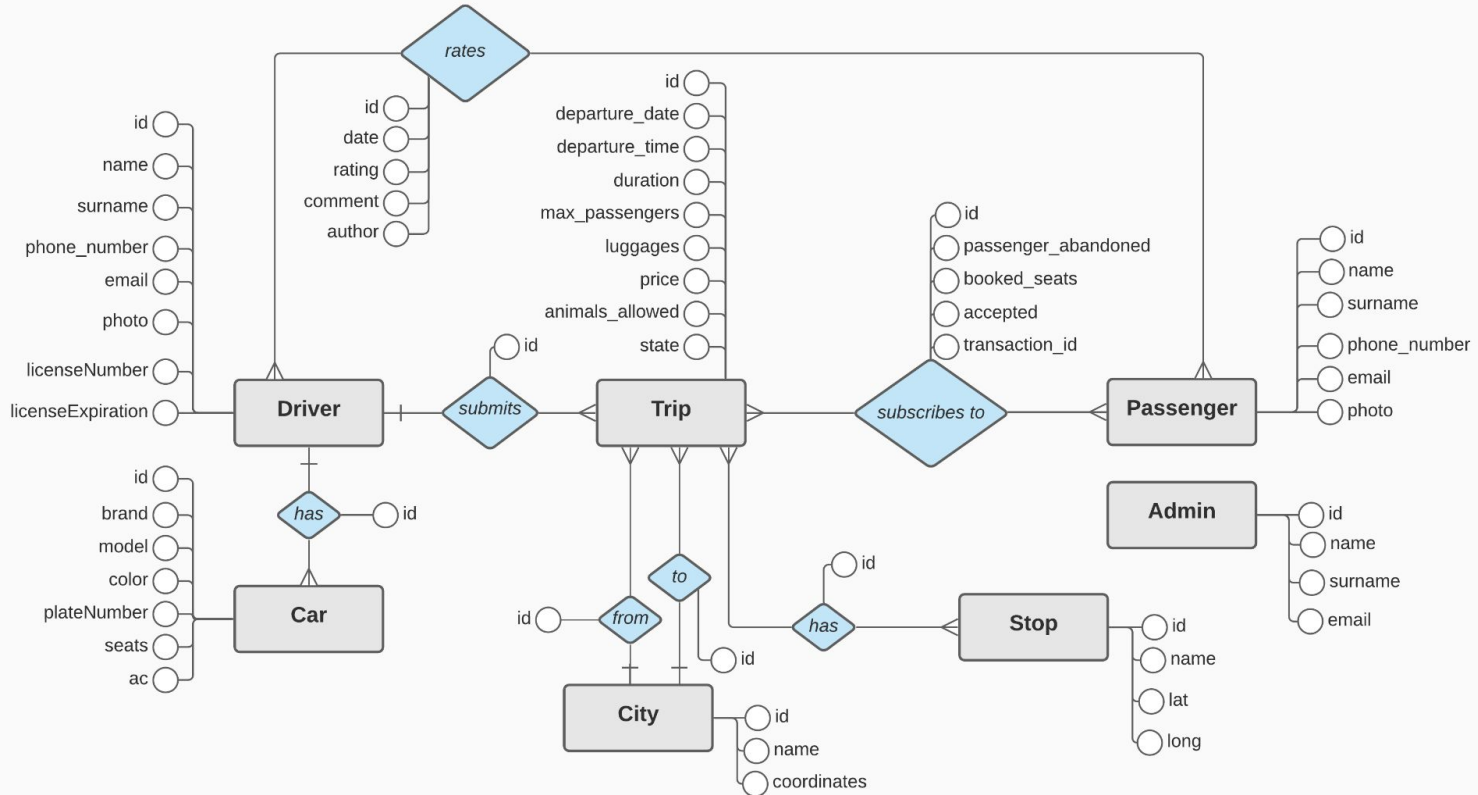 rates
id
date
rating
comment
author
id
name
surname
phone_number
email
photo
licenseNumber
licenseExpiration
Driver
id
submits
id
departure_date
departure_time
duration
max_passengers
luggages
price
animals_allowed
state
Trip
id
passenger_abandoned
booked_seats
accepted
transaction_id
subscribes to
Passenger
id
name
surname
phone_number
email
photo
has
id
id
brand
model
color
plateNumber
seats
ac
Car
id
from
to
id
City
id
name
coordinates
id
has
Stop
id
name
lat
long
Admin
id
name
surname
email